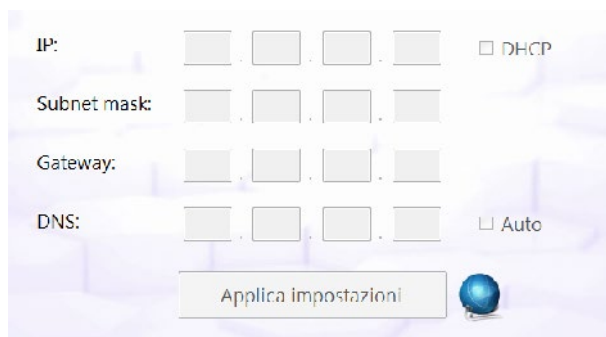 IP: . . . DHCP
Subnet mask: . . .
Gateway: . . .
DNS: . . . Auto
Applica impostazioni